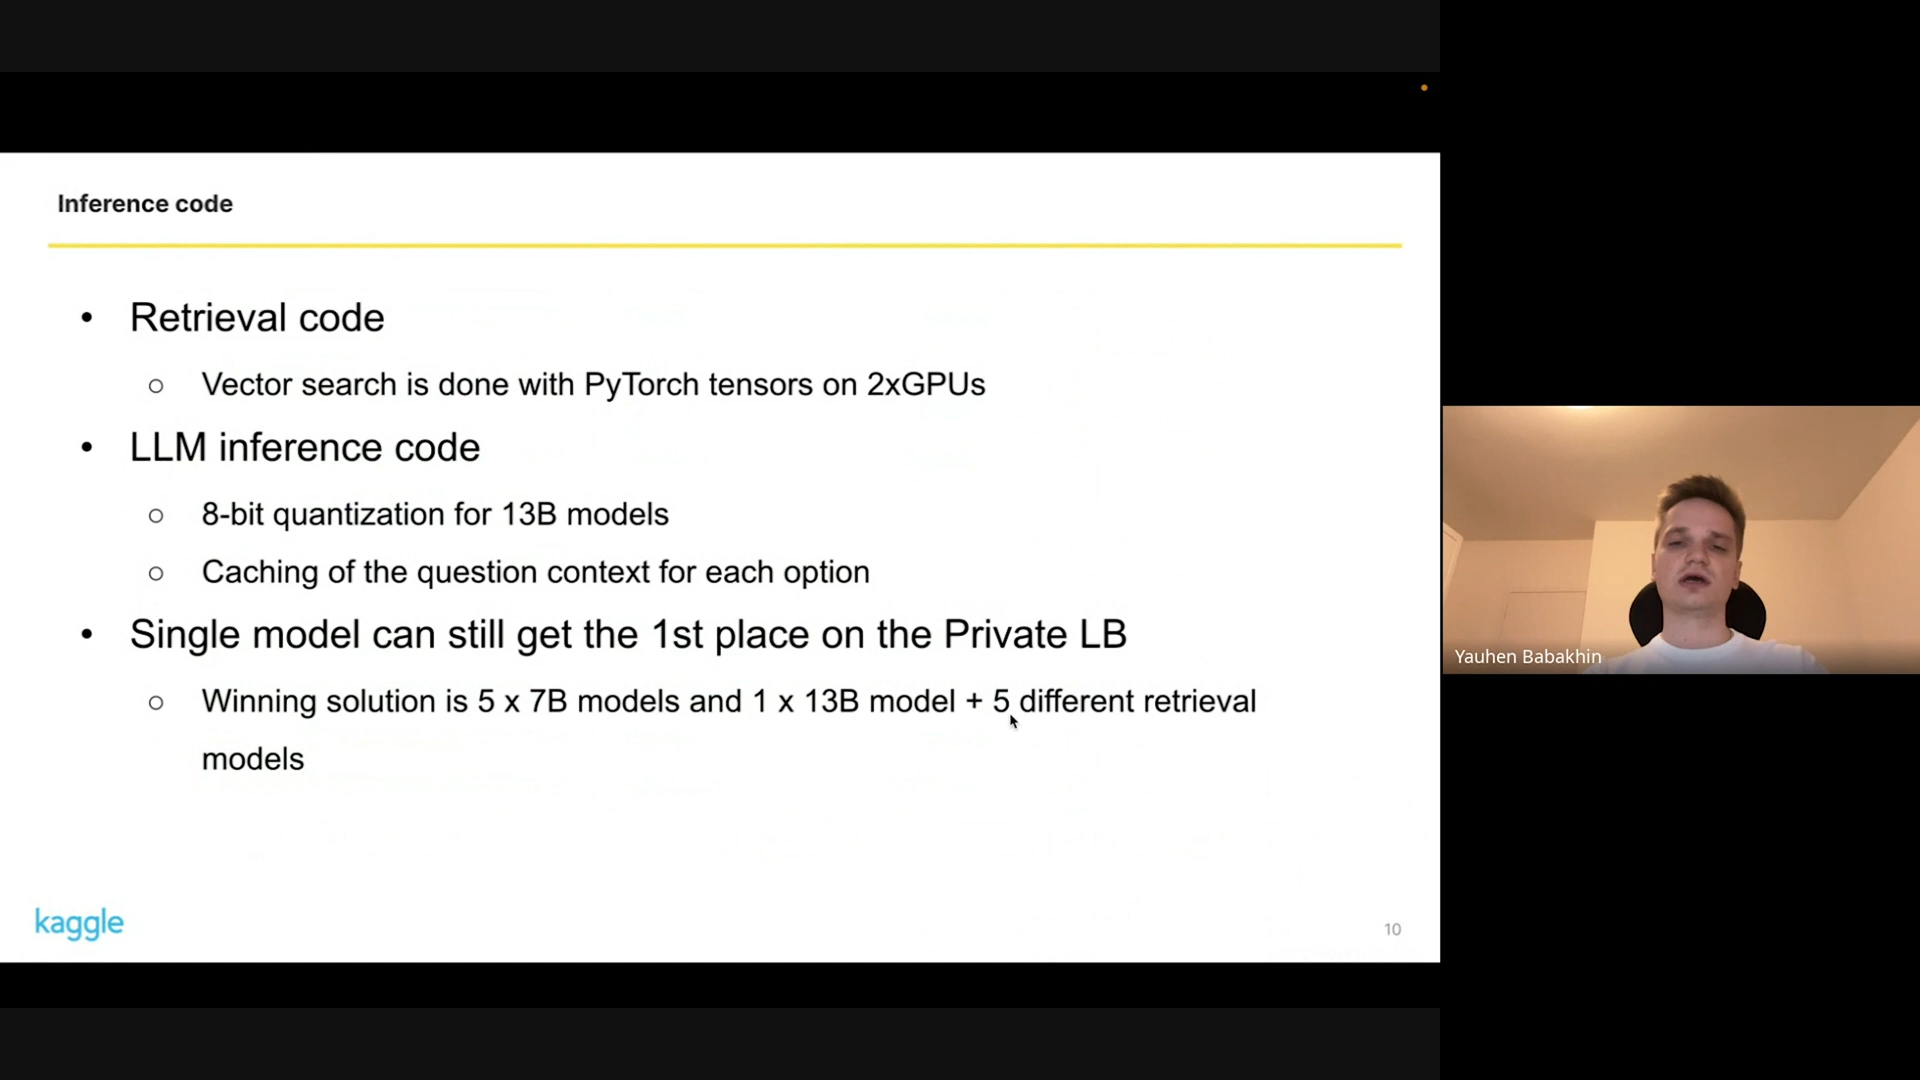 Inference code
• Retrieval code
○ Vector search is done with PyTorch tensors on 2xGPUs
• LLM inference code
○ 8-bit quantization for 13B models
○ Caching of the question context for each option
• Single model can still get the 1st place on the Private LB
○ Winning solution is 5 x 7B models and 1 x 13B model + 5 different retrieval
models
kaggle
10
Yauhen Babakhin